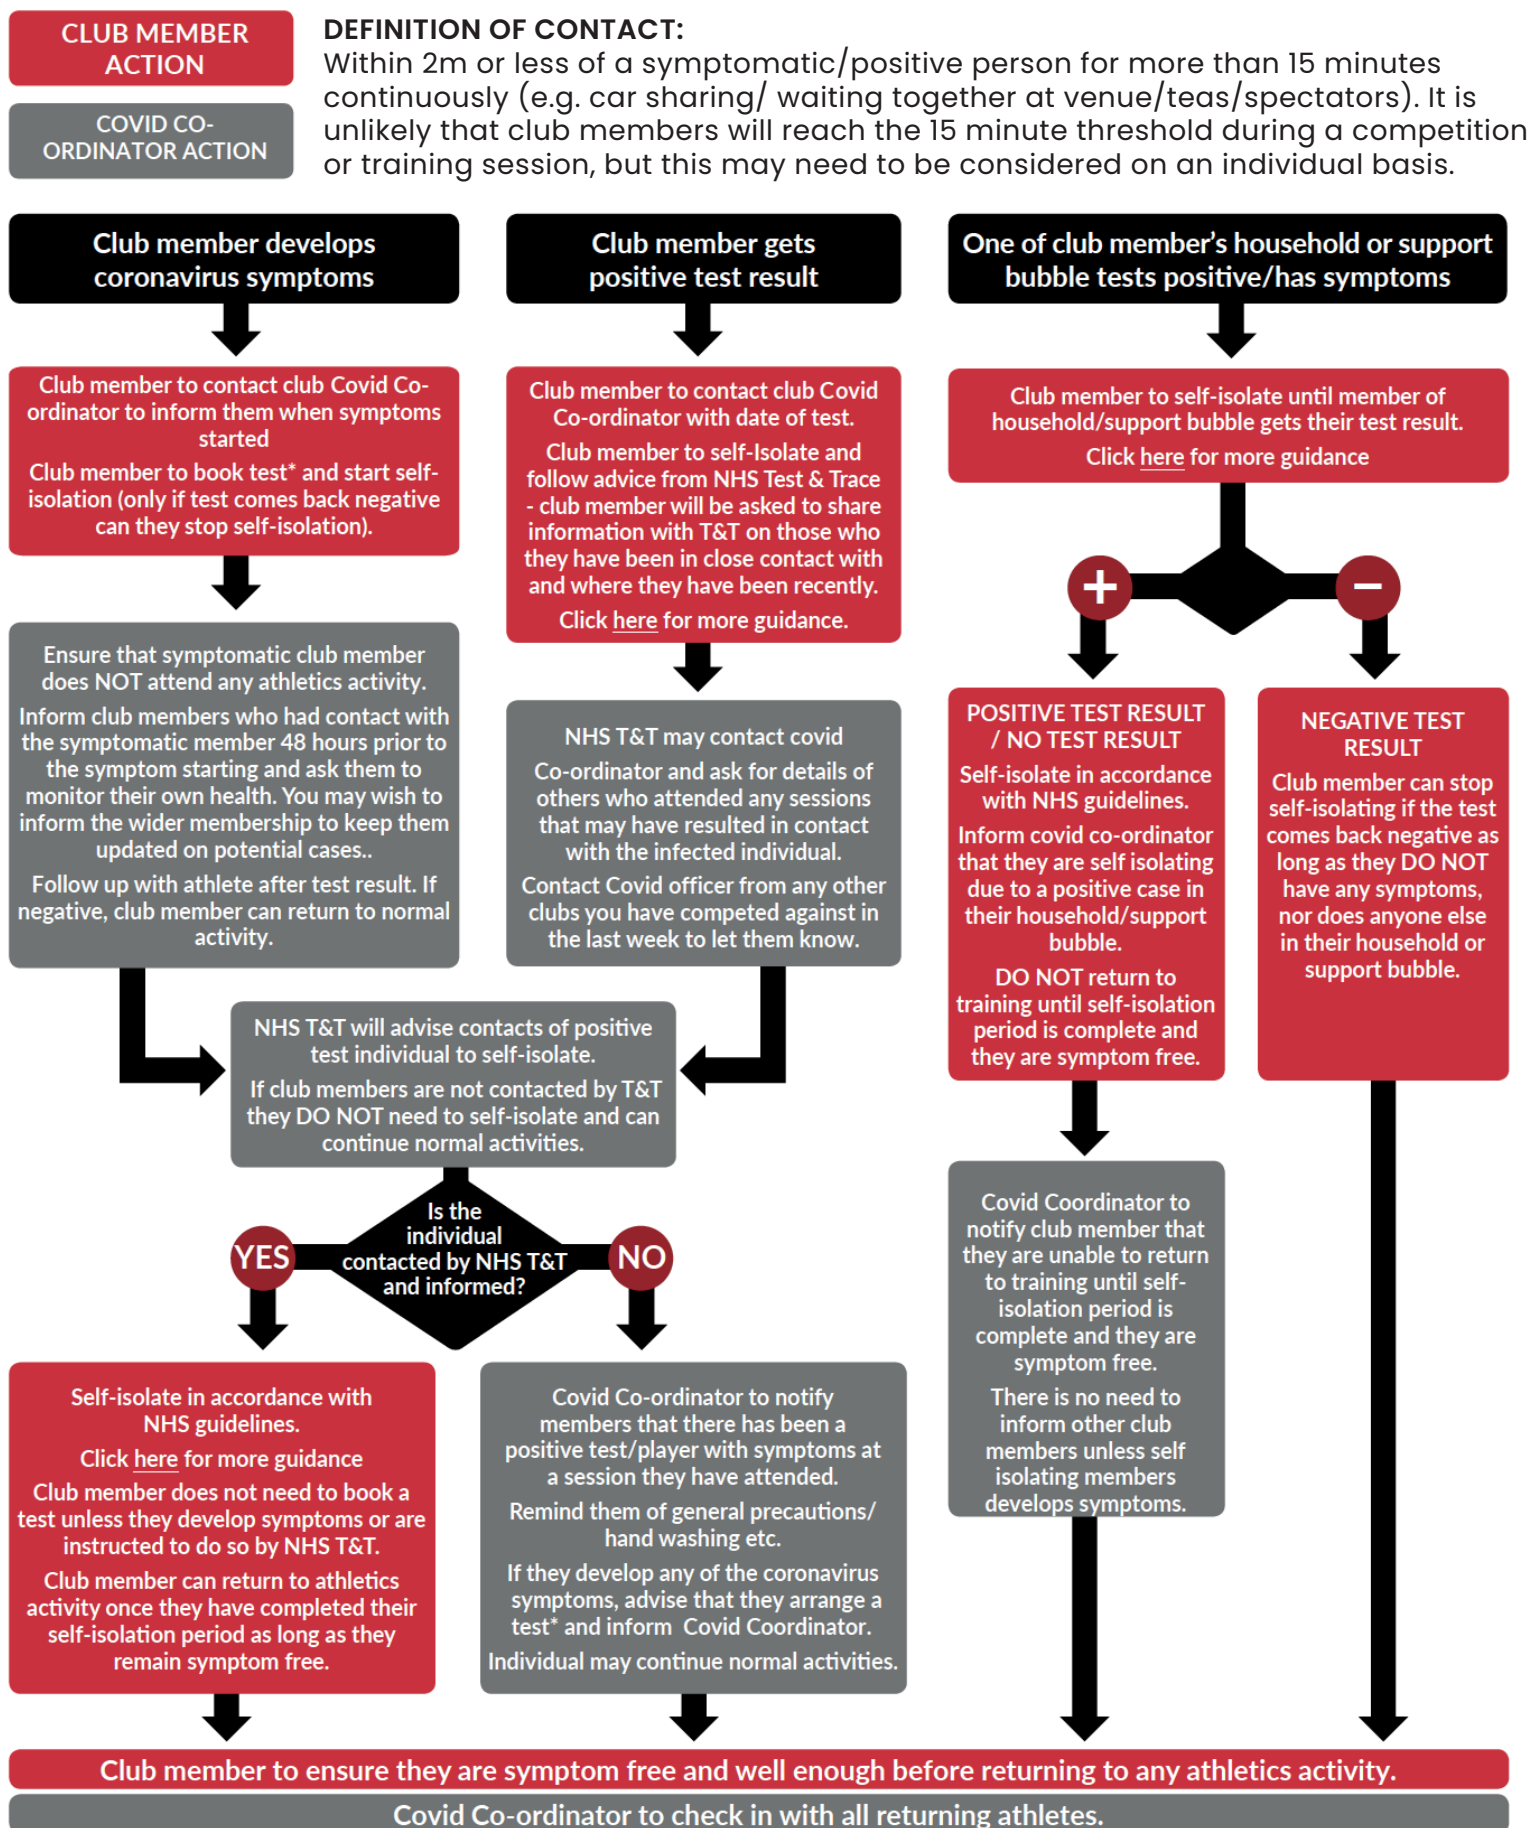 CLUB MEMBER
ACTION
COVID CO-
ORDINATOR ACTION
DEFINITION OF CONTACT:
Within 2m or less of a symptomatic/positive person for more than 15 minutes
continuously (e.g. car sharing/ waiting together at venue/teas/spectators). It is
unlikely that club members will reach the 15 minute threshold during a competition
or training session, but this may need to be considered on an individual basis.
Club member develops
coronavirus symptoms
Club member to contact club Covid Co-
ordinator to inform them when symptoms
started
Club member to book test* and start self-
isolation (only if test comes back negative
can they stop self-isolation).
Ensure that symptomatic club member
does NOT attend any athletics activity.
Inform club members who had contact with
the symptomatic member 48 hours prior to
the symptom starting and ask them to
monitor their own health. You may wish to
inform the wider membership to keep them
updated on potential cases..
Follow up with athlete after test result. If
negative, club member can return to normal
activity.
Club member gets
positive test result
Club member to contact club Covid
Co-ordinator with date of test.
Club member to self-Isolate and
follow advice from NHS Test & Trace
- club member will be asked to share
information with T&T on those who
they have been in close contact with
and where they have been recently.
Click here for more guidance.
NHS T&T may contact covid
Co-ordinator and ask for details of
others who attended any sessions
that may have resulted in contact
with the infected individual.
Contact Covid officer from any other
clubs you have competed against in
the last week to let them know.
NHS T&T will advise contacts of positive
test individual to self-isolate.
If club members are not contacted by T&T
they DO NOT need to self-isolate and can
continue normal activities.
Is the
individual
contacted by NHS T&T
and informed?
YES
NO
Self-isolate in accordance with
NHS guidelines.
Click here for more guidance
Club member does not need to book a
test unless they develop symptoms or are
instructed to do so by NHS T&T.
Club member can return to athletics
activity once they have completed their
self-isolation period as long as they
remain symptom free.
Covid Co-ordinator to notify
members that there has been a
positive test/player with symptoms at
a session they have attended.
Remind them of general precautions/
hand washing etc.
If they develop any of the coronavirus
symptoms, advise that they arrange a
test* and inform Covid Coordinator.
Individual may continue normal activities.
One of club member's household or support
bubble tests positive/has symptoms
Club member to self-isolate until member of
household/support bubble gets their test result.
Click here for more guidance
+
−
POSITIVE TEST RESULT
/ NO TEST RESULT
Self-isolate in accordance
with NHS guidelines.
Inform covid co-ordinator
that they are self isolating
due to a positive case in
their household/support
bubble.
DO NOT return to
training until self-isolation
period is complete and
they are symptom free.
NEGATIVE TEST
RESULT
Club member can stop
self-isolating if the test
comes back negative as
long as they DO NOT
have any symptoms,
nor does anyone else
in their household or
support bubble.
Covid Coordinator to
notify club member that
they are unable to return
to training until self-
isolation period is
complete and they are
symptom free.
There is no need to
inform other club
members unless self
isolating members
develops symptoms.
Club member to ensure they are symptom free and well enough before returning to any athletics activity.
Covid Co-ordinator to check in with all returning athletes.